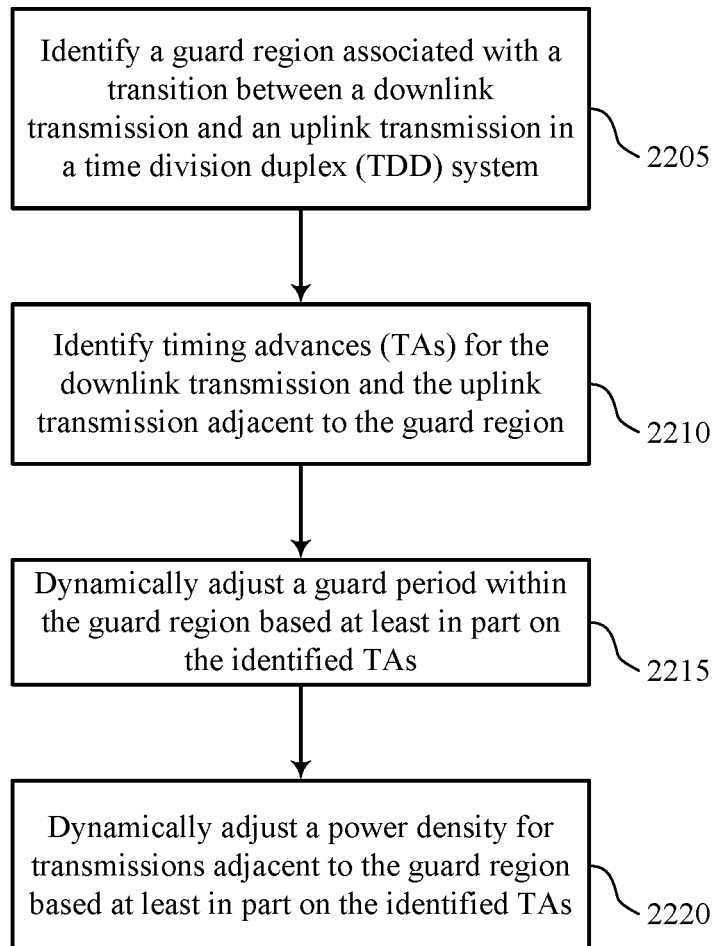 Identify a guard region associated with a
transition between a downlink
transmission and an uplink transmission in
a time division duplex (TDD) system
2205
Identify timing advances (TAs) for the
downlink transmission and the uplink
transmission adjacent to the guard region
2210
Dynamically adjust a guard period within
the guard region based at least in part on
the identified TAs
2215
Dynamically adjust a power density for
transmissions adjacent to the guard region
based at least in part on the identified TAs
2220